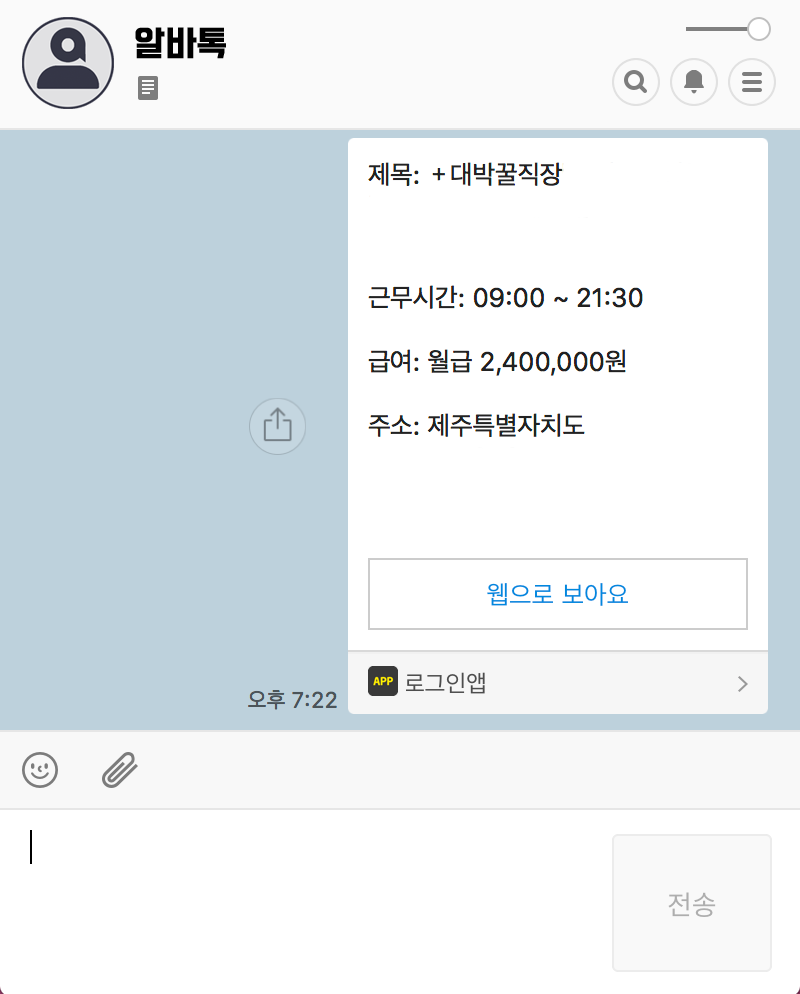 알바톡
제목: +대박꿀직장
근무시간: 09:00 ~ 21:30
급여: 월급 2,400,000원
주소: 제주특별자치도
웹으로 보아요
APP 로그인앱
오후 7:22
전송